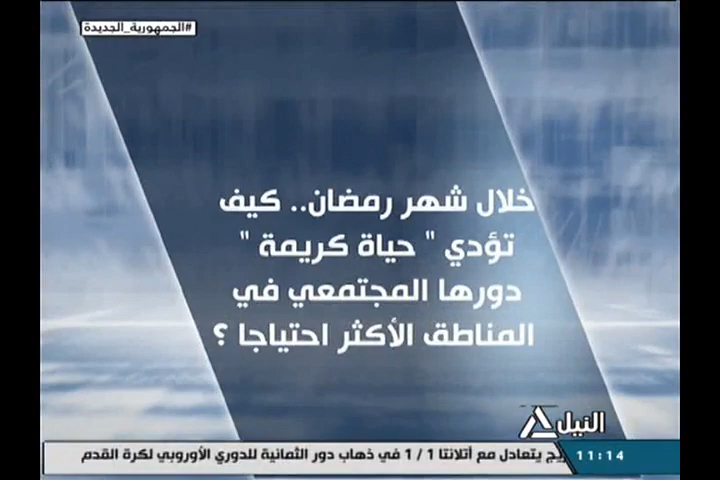 #الجمهورية_الجديدة
خلال شهر رمضان.. كيف
تؤدي " حياة كريمة "
دورها المجتمعي في
المناطق الأكثر احتياجا ؟
النيل
يتعادل مع أتلانتا 1 / 1 في ذهاب دور الثمانية للدوري الأوروبي لكرة القدم
11:14